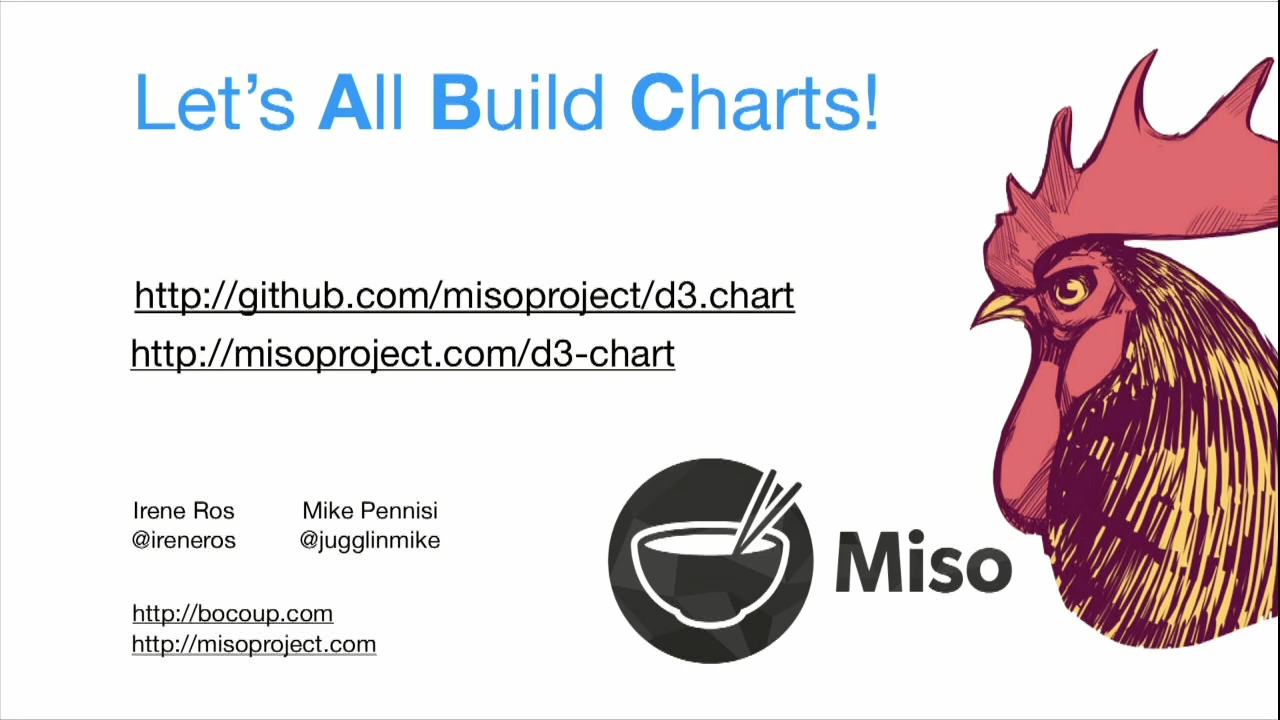 Let’s All Build Charts!
http://github.com/misoproject/d3.chart
http://misoproject.com/d3-chart
Irene Ros Mike Pennisi
@ireneros @jugglinmike
http://bocoup.com
http://misoproject.com
Miso